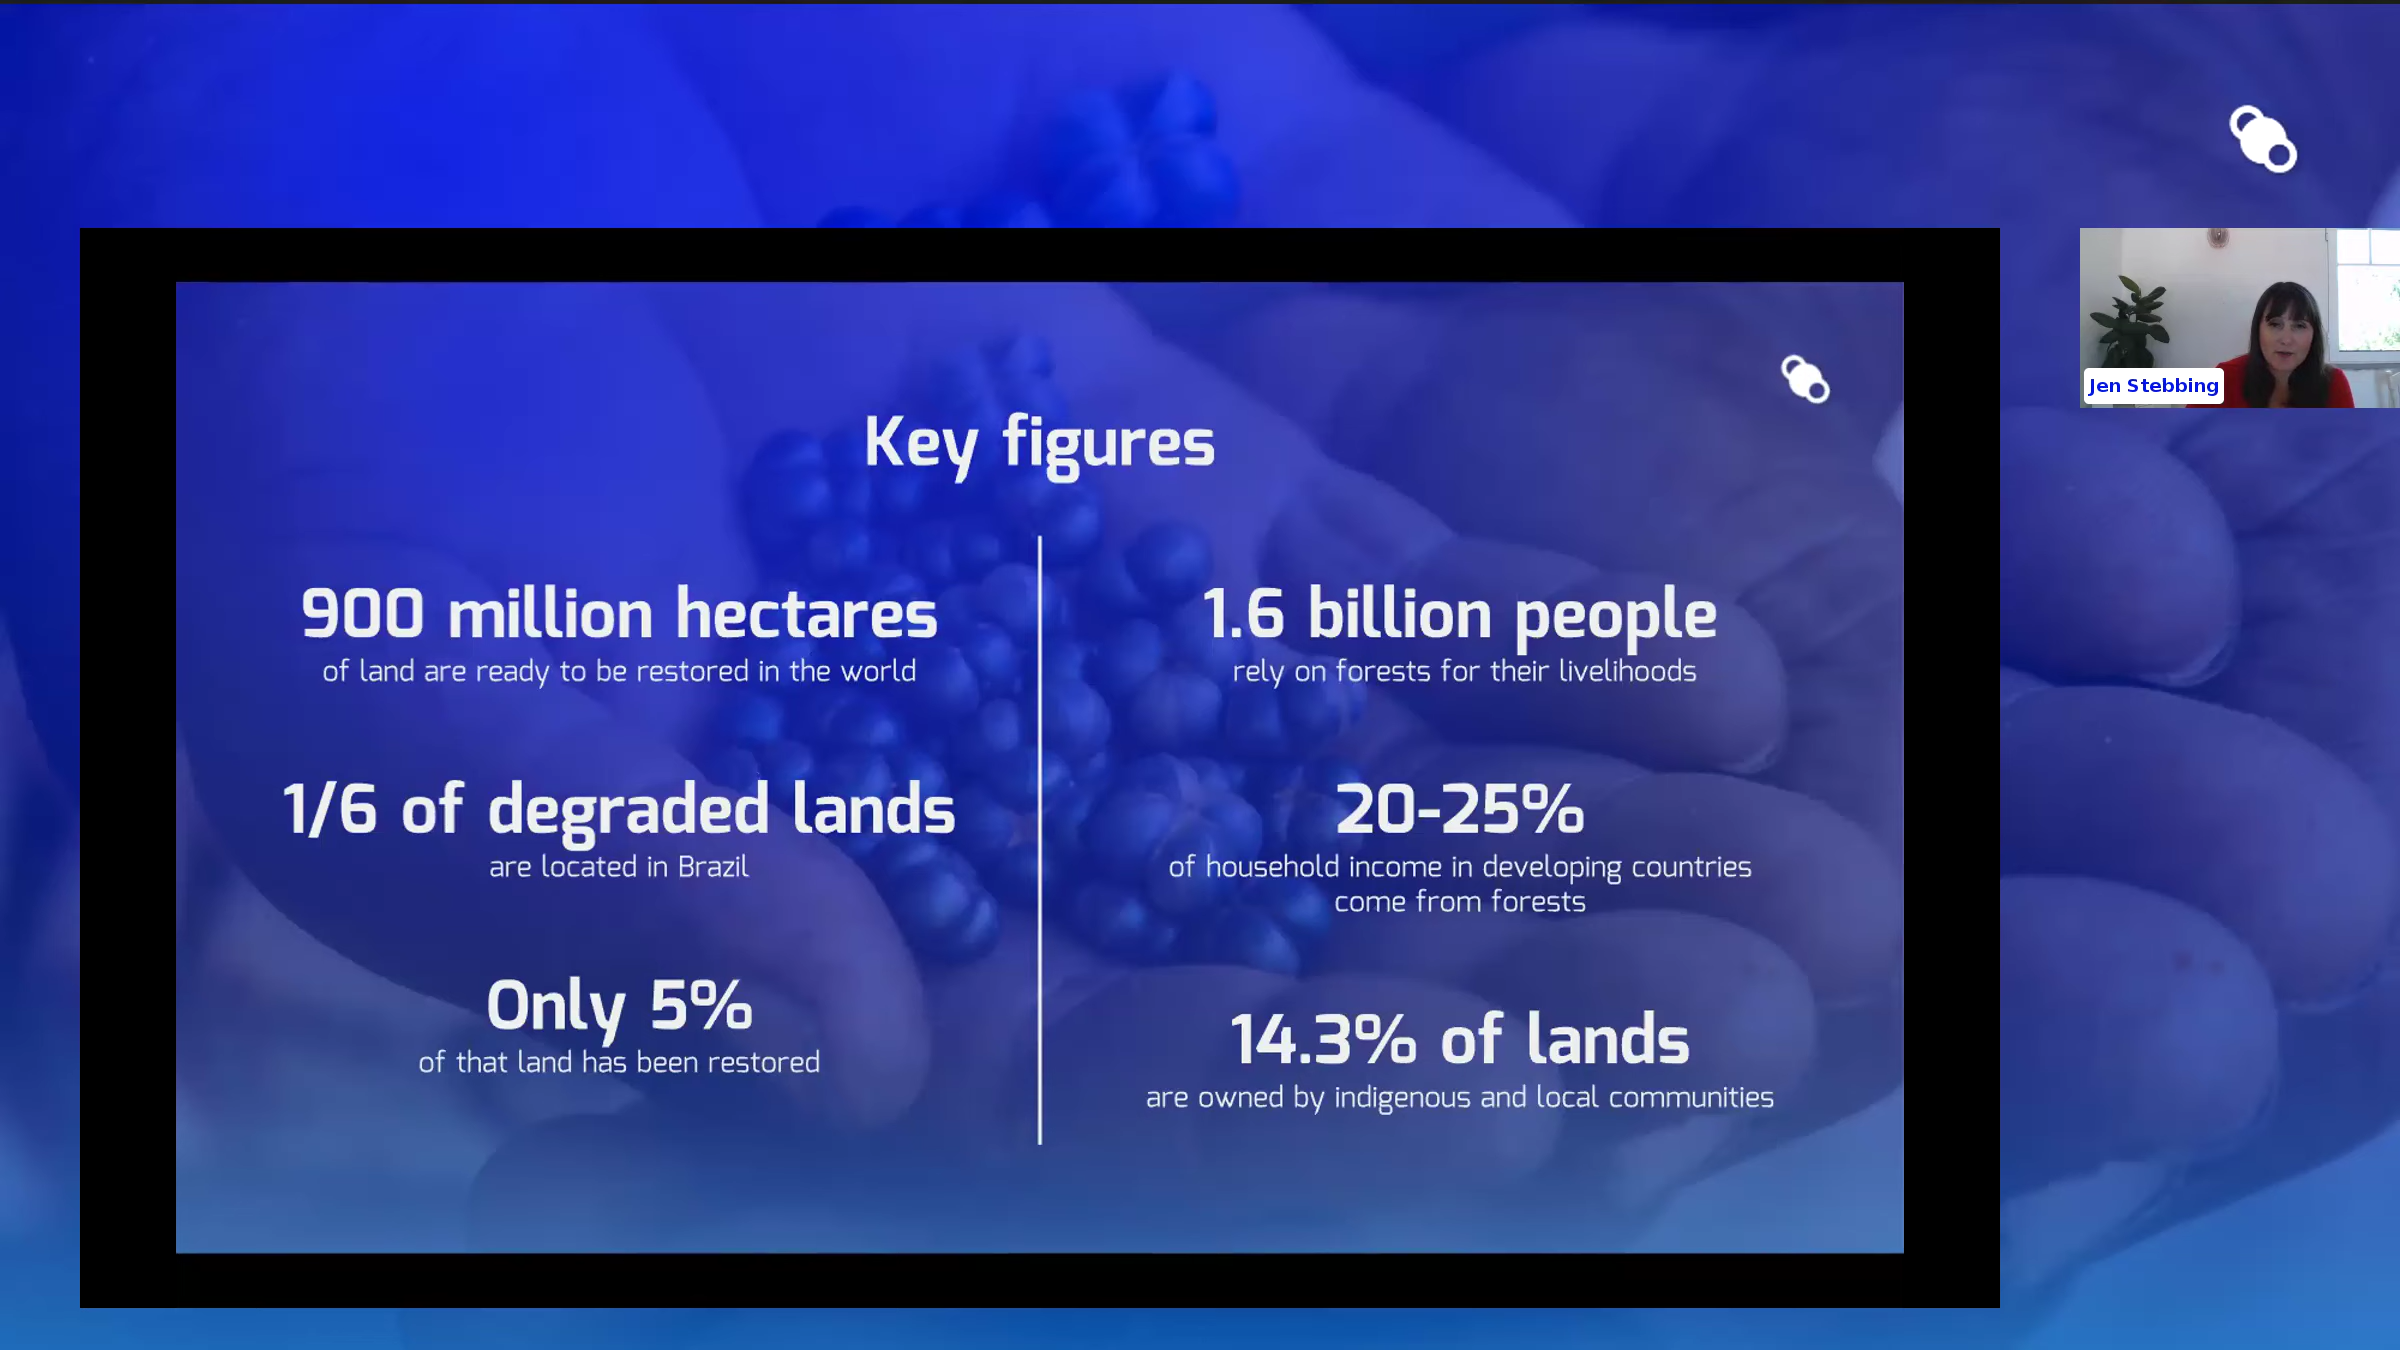 Key figures
900 million hectares
of land are ready to be restored in the world
1/6 of degraded lands
are located in Brazil
Only 5%
of that land has been restored
1.6 billion people
rely on forests for their livelihoods
20-25%
of household income in developing countries
come from forests
14.3% of lands
are owned by indigenous and local communities
Jen Stebbing